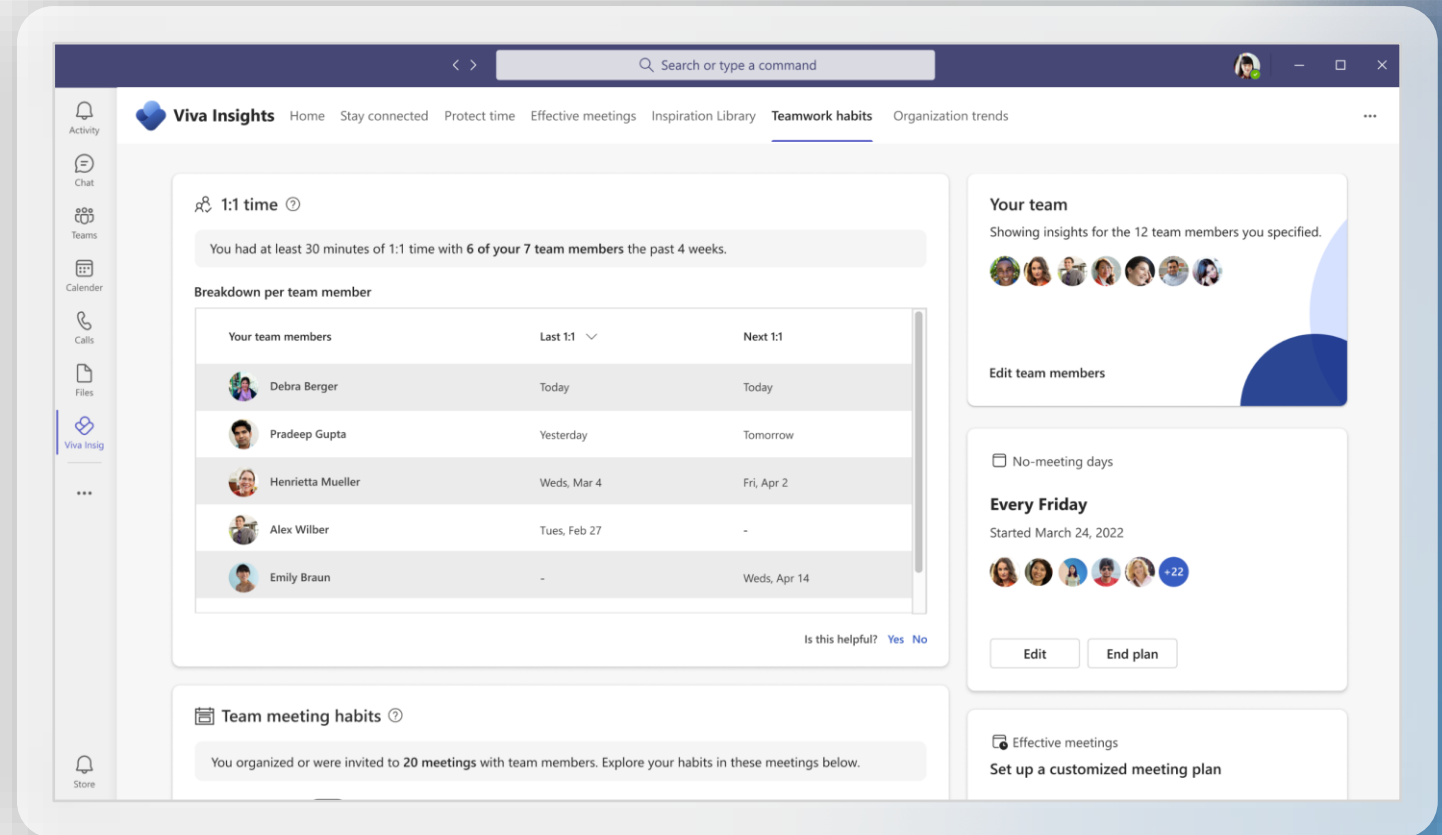 Search or type a command
Activity
Chat
Teams
Calender
Calls
Files
Viva Insig
Store
Viva Insights Home Stay connected Protect time Effective meetings Inspiration Library Teamwork habits Organization trends
1:1 time
You had at least 30 minutes of 1:1 time with 6 of your 7 team members the past 4 weeks.
Breakdown per team member
Your team members Last 1:1 Next 1:1
Debra Berger Today Today
Pradeep Gupta Yesterday Tomorrow
Henrietta Mueller Weds, Mar 4 Fri, Apr 2
Alex Wilber Tues, Feb 27 -
Emily Braun - Weds, Apr 14
Is this helpful? Yes No
Team meeting habits
You organized or were invited to 20 meetings with team members. Explore your habits in these meetings below.
Your team
Showing insights for the 12 team members you specified.
Edit team members
No-meeting days
Every Friday
Started March 24, 2022
+22
Edit End plan
Effective meetings
Set up a customized meeting plan